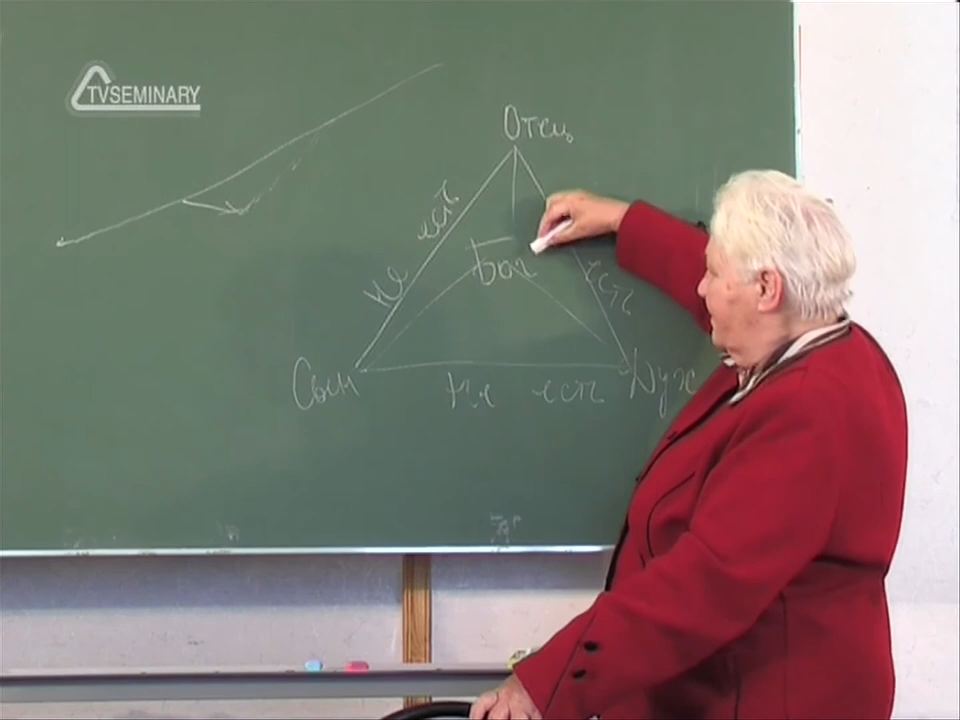 TVSEMINARY
Отец
не есть
есть
Бог
Сын
не есть
Дух